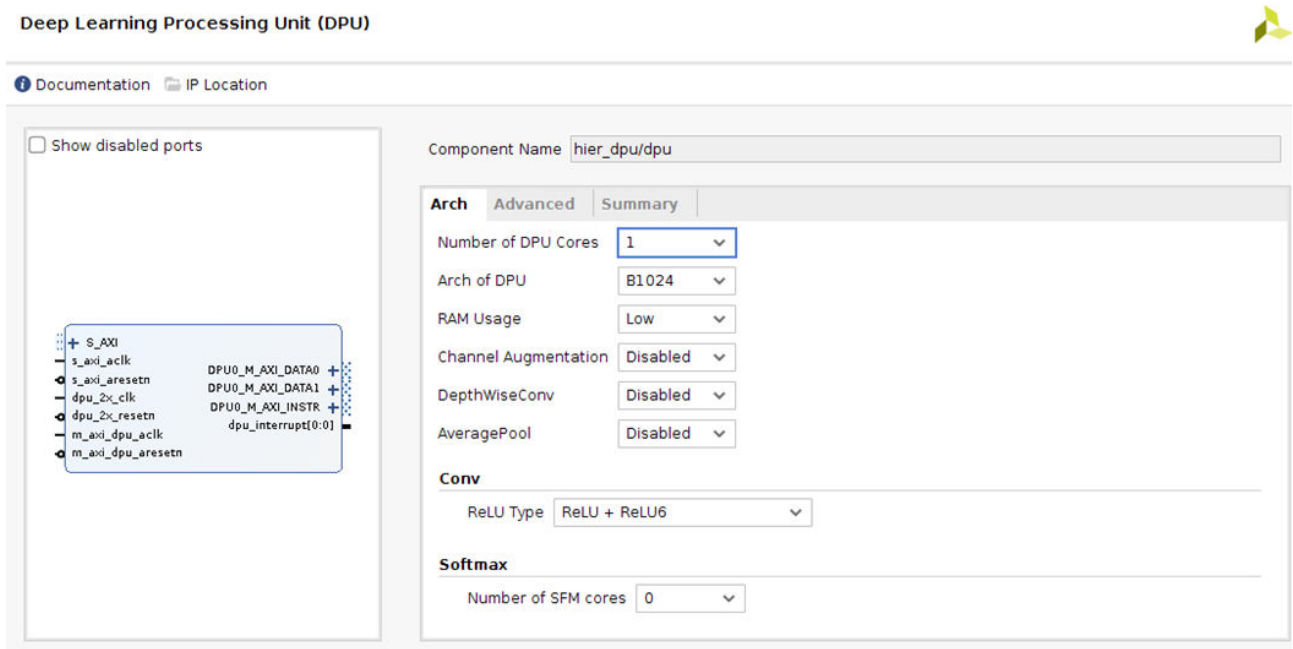 Deep Learning Processing Unit (DPU)
Documentation IP Location
Show disabled ports
S_AXI
s_axi_aclk
s_axi_aresetn
dpu_2x_clk
dpu_2x_resetn
m_axi_dpu_aclk
m_axi_dpu_aresetn
DPU0_M_AXI_DATA0
DPU0_M_AXI_DATA1
DPU0_M_AXI_INSTR
dpu_interrupt[0:0]
Component Name hier_dpu/dpu
Arch Advanced Summary
Number of DPU Cores 1
Arch of DPU B1024
RAM Usage Low
Channel Augmentation Disabled
DepthWiseConv Disabled
AveragePool Disabled
Conv
ReLU Type ReLU + ReLU6
Softmax
Number of SFM cores 0